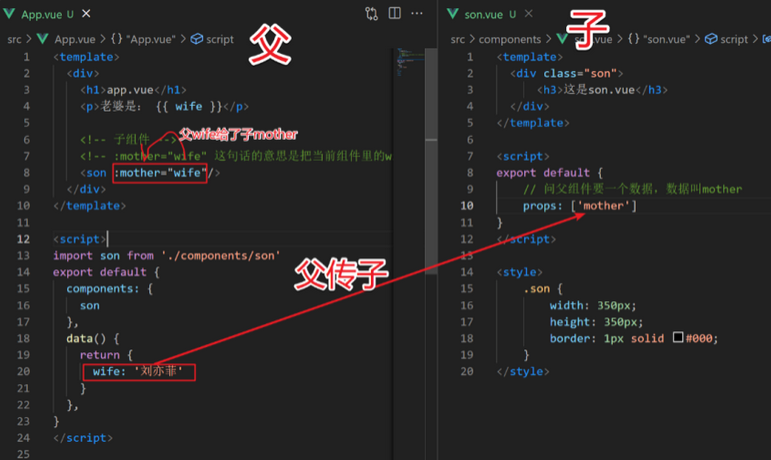 App.vue U
src > App.vue > {} "App.vue" > script
父
1 <template>
2 <div>
3 <h1>app.vue</h1>
4 <p>老婆是: {{ wife }}</p>
5
6 <!-- 子组件 -->
父wife给了子mother
7 <!-- :mother="wife" 这句话的意思是把当前组件里的w
8 <son :mother="wife"/>
9 </div>
10 </template>
11
12 <script>
13 import son from './components/son'
14 export default {
15 components: {
16 son
17 },
18 data() {
19 return {
20 wife: '刘亦菲'
21 }
22 },
23 }
24 </script>
父传子
son.vue U
src > components > son.vue > {} "son.vue" > script >
子
1 <template>
2 <div class="son">
3 <h3>这是son.vue</h3>
4 </div>
5 </template>
6
7 <script>
8 export default {
9 // 问父组件要一个数据, 数据叫mother
10 props: ['mother']
11 }
12 </script>
13
14 <style>
15 .son {
16 width: 350px;
17 height: 350px;
18 border: 1px solid #000;
19 }
20 </style>